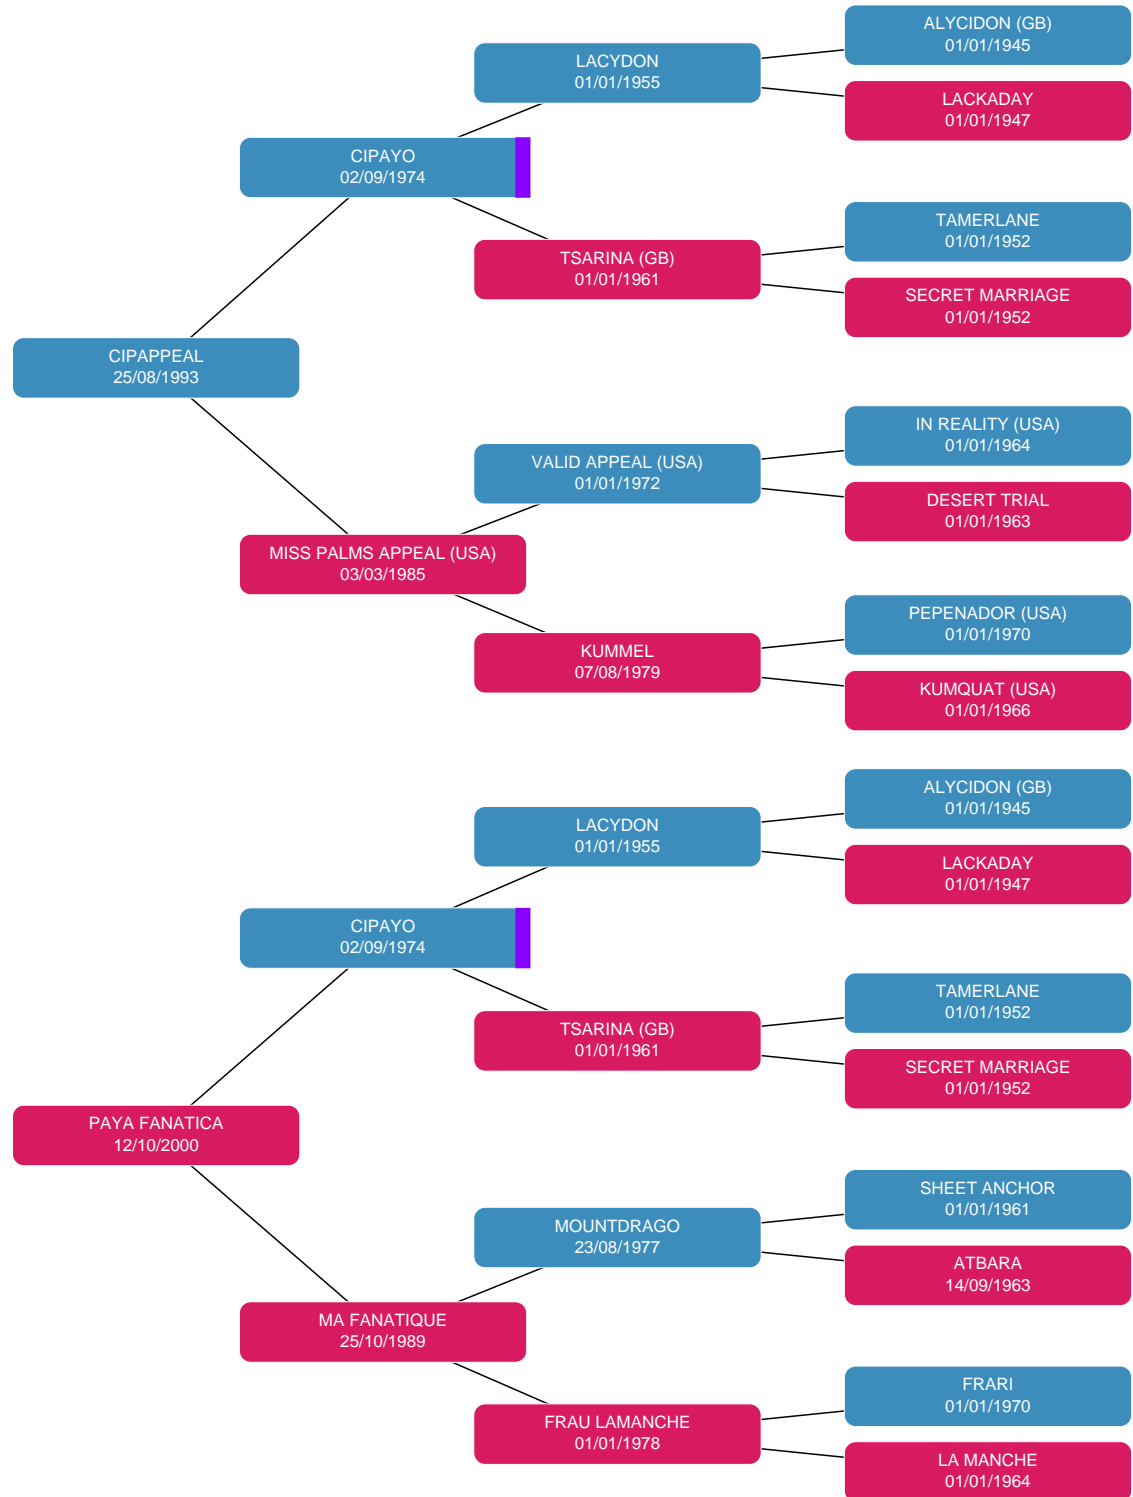 ALYCIDON (GB)
01/01/1945
LACYDON
01/01/1955
LACKADAY
01/01/1947
CIPAYO
02/09/1974
TAMERLANE
01/01/1952
TSARINA (GB)
01/01/1961
SECRET MARRIAGE
01/01/1952
CIPAPPEAL
25/08/1993
IN REALITY (USA)
01/01/1964
VALID APPEAL (USA)
01/01/1972
DESERT TRIAL
01/01/1963
MISS PALMS APPEAL (USA)
03/03/1985
PEPENADOR (USA)
01/01/1970
KUMMEL
07/08/1979
KUMQUAT (USA)
01/01/1966
ALYCIDON (GB)
01/01/1945
LACYDON
01/01/1955
LACKADAY
01/01/1947
CIPAYO
02/09/1974
TAMERLANE
01/01/1952
TSARINA (GB)
01/01/1961
SECRET MARRIAGE
01/01/1952
PAYA FANATICA
12/10/2000
SHEET ANCHOR
01/01/1961
MOUNTDRAGO
23/08/1977
ATBARA
14/09/1963
MA FANATIQUE
25/10/1989
FRARI
01/01/1970
FRAU LAMANCHE
01/01/1978
LA MANCHE
01/01/1964